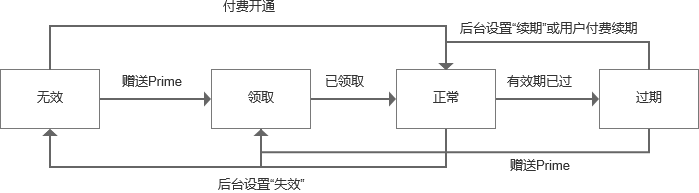 付费开通
后台设置“续期”或用户付费续期
无效
赠送Prime
领取
已领取
正常
有效期已过
过期
赠送Prime
后台设置“失效”